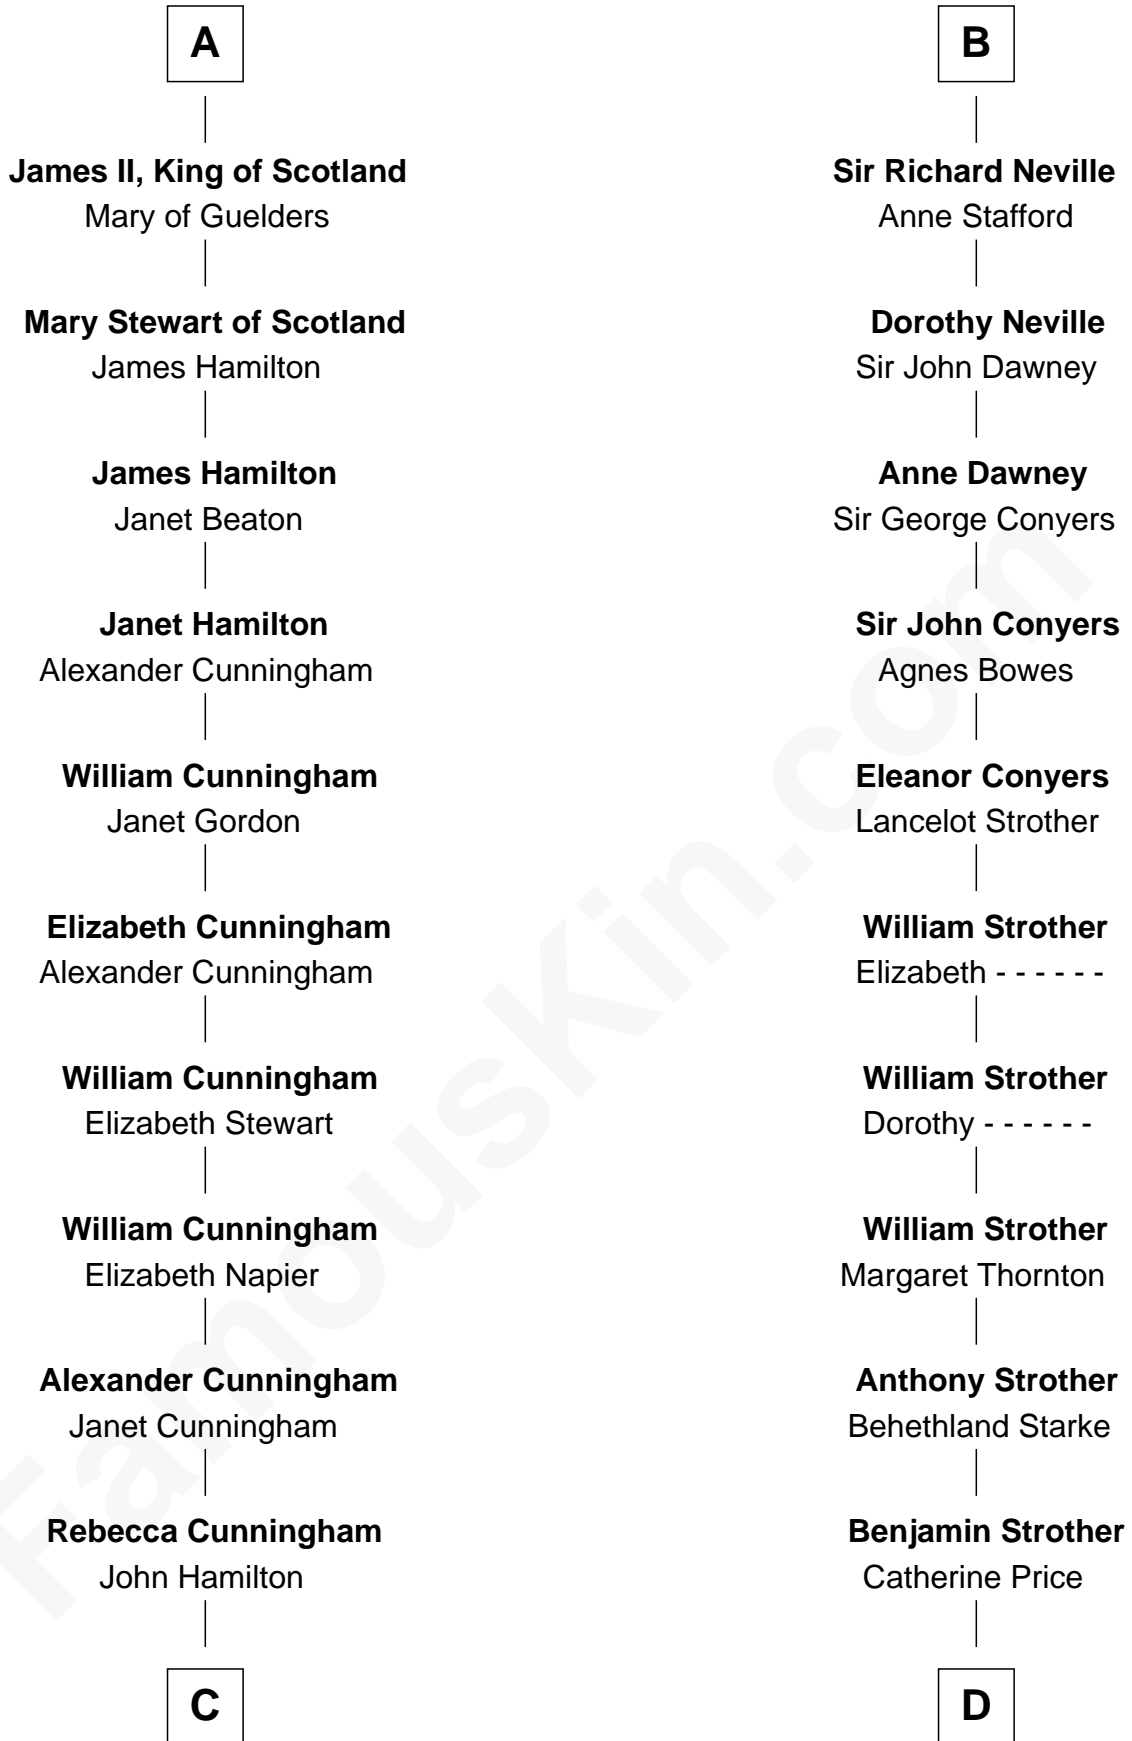 A
James II, King of Scotland
Mary of Guelders
Mary Stewart of Scotland
James Hamilton
James Hamilton
Janet Beaton
Janet Hamilton
Alexander Cunningham
William Cunningham
Janet Gordon
Elizabeth Cunningham
Alexander Cunningham
William Cunningham
Elizabeth Stewart
William Cunningham
Elizabeth Napier
Alexander Cunningham
Janet Cunningham
Rebecca Cunningham
John Hamilton
C
B
Sir Richard Neville
Anne Stafford
Dorothy Neville
Sir John Dawney
Anne Dawney
Sir George Conyers
Sir John Conyers
Agnes Bowes
Eleanor Conyers
Lancelot Strother
William Strother
Elizabeth - - - - - -
William Strother
Dorothy - - - - - -
William Strother
Margaret Thornton
Anthony Strother
Behethland Starke
Benjamin Strother
Catherine Price
D
FamousKin.com